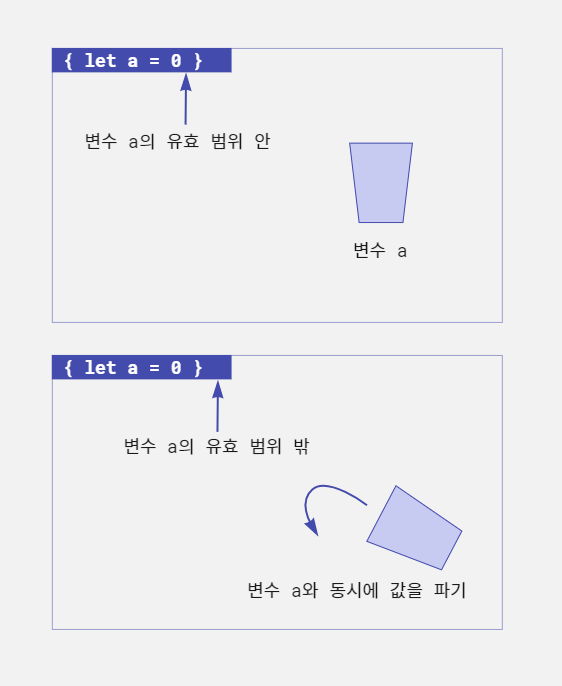 { let a = 0 }
변수 a의 유효 범위 안
변수 a
{ let a = 0 }
변수 a의 유효 범위 밖
변수 a와 동시에 값을 파기